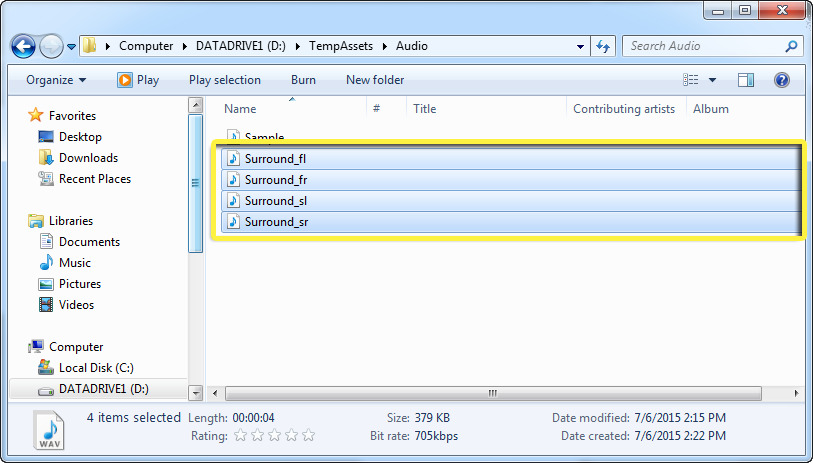 Computer ▸ DATADRIVE1 (D:) ▸ TempAssets ▸ Audio
Search Audio
Organize Play Play selection Burn New folder
Name # Title Contributing artists Album
Favorites
Desktop
Downloads
Recent Places
Libraries
Documents
Music
Pictures
Videos
Computer
Local Disk (C:)
DATADRIVE1 (D:)
Sample
Surround_fl
Surround_fr
Surround_sl
Surround_sr
WAV
4 items selected Length: 00:00:04 Size: 379 KB Date modified: 7/6/2015 2:15 PM
Rating: Bit rate: 705kbps Date created: 7/6/2015 2:22 PM